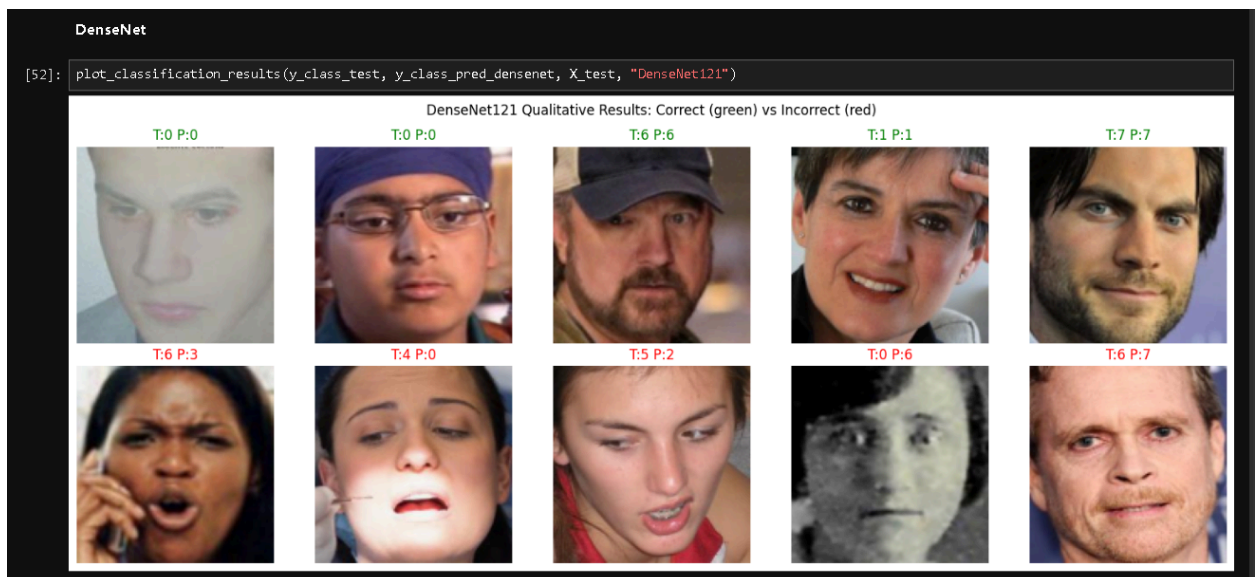 DenseNet
[52]: plot_classification_results(y_class_test, y_class_pred_densenet, X_test, "DenseNet121")
DenseNet121 Qualitative Results: Correct (green) vs Incorrect (red)
T:0 P:0 T:0 P:0 T:6 P:6 T:1 P:1 T:7 P:7
T:6 P:3 T:4 P:0 T:5 P:2 T:0 P:6 T:6 P:7